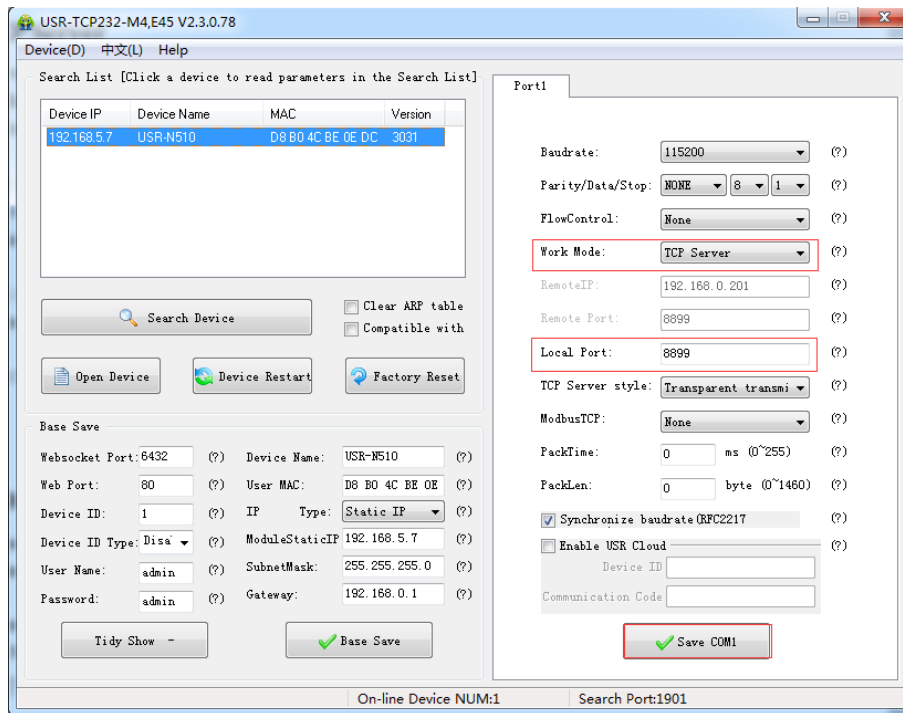 USR-TCP232-M4,E45 V2.3.0.78
Device(D) 中文(L) Help
Search List [Click a device to read parameters in the Search List]
Device IP Device Name MAC Version
192.168.5.7 USR-N510 D8 B0 4C BE 0E DC 3031
Search Device
Clear ARP table
Compatible with
Open Device Device Restart Factory Reset
Base Save
Websocket Port: 6432 (?) Device Name: USR-N510 (?)
Web Port: 80 (?) User MAC: D8 B0 4C BE 0E (?)
Device ID: 1 (?) IP Type: Static IP (?)
Device ID Type: Disa (?) ModuleStaticIP 192.168.5.7 (?)
User Name: admin (?) SubnetMask: 255.255.255.0 (?)
Password: admin (?) Gateway: 192.168.0.1 (?)
Tidy Show - Base Save
Port1
Baudrate: 115200 (?)
Parity/Data/Stop: NONE 8 1 (?)
FlowControl: None (?)
Work Mode: TCP Server (?)
RemoteIP: 192.168.0.201 (?)
Remote Port: 8899 (?)
Local Port: 8899 (?)
TCP Server style: Transparent transmi (?)
ModbusTCP: None (?)
PackTime: 0 ms (0~255) (?)
PackLen: 0 byte (0~1460) (?)
Synchronize baudrate(RFC2217 (?)
Enable USR Cloud (?)
Device ID
Communication Code
Save COM1
On-line Device NUM:1 Search Port:1901